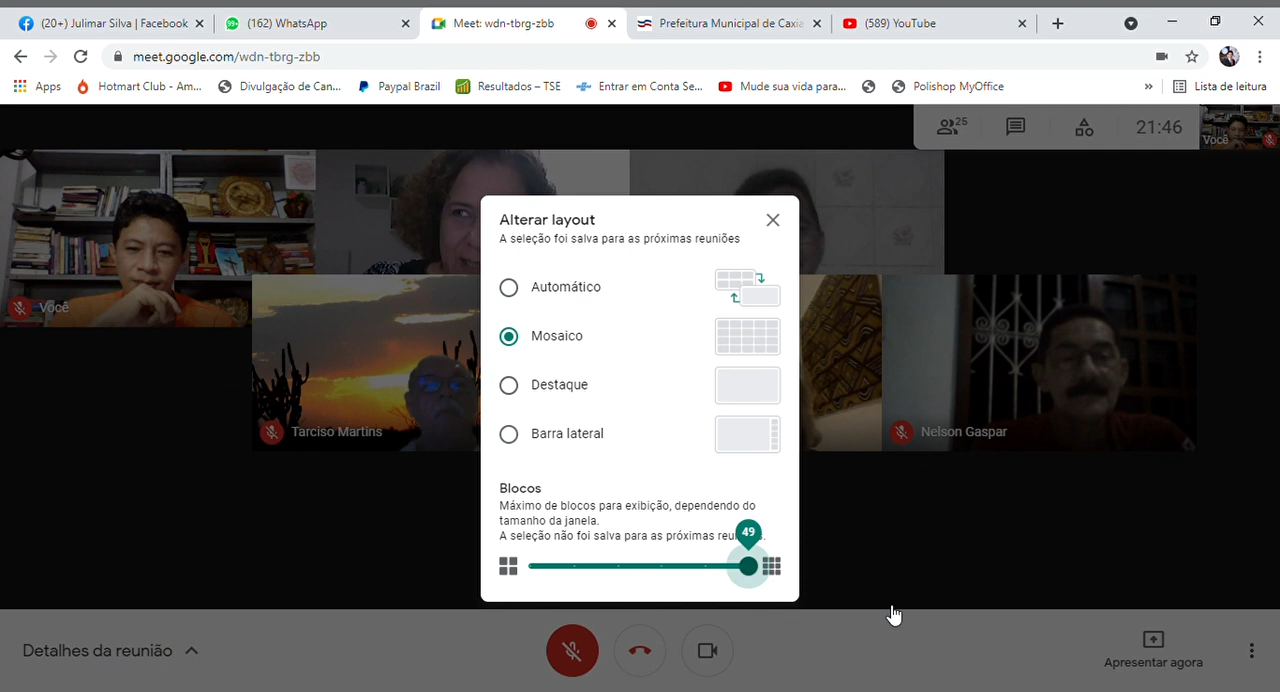 (20+) Julimar Silva | Facebook
(162) WhatsApp
Meet: wdn-tbrg-zbb
Prefeitura Municipal de Caxia
(589) YouTube
meet.google.com/wdn-tbrg-zbb
Apps
Hotmart Club - Am...
Divulgação de Can...
Paypal Brazil
Resultados – TSE
Entrar em Conta Se...
Mude sua vida para...
Polishop MyOffice
»
Lista de leitura
25
21:46
Você
Alterar layout
A seleção foi salva para as próximas reuniões
Automático
Mosaico
Destaque
Barra lateral
Você
Tarciso Martins
Nelson Gaspar
Blocos
Máximo de blocos para exibição, dependendo do
tamanho da janela.
A seleção não foi salva para as próximas reu
49
Detalhes da reunião
Apresentar agora